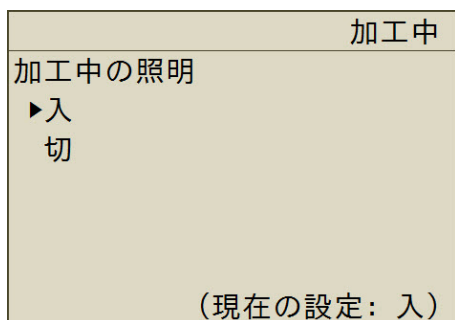 加工中
加工中の照明
▶入
切
（現在の設定： 入）